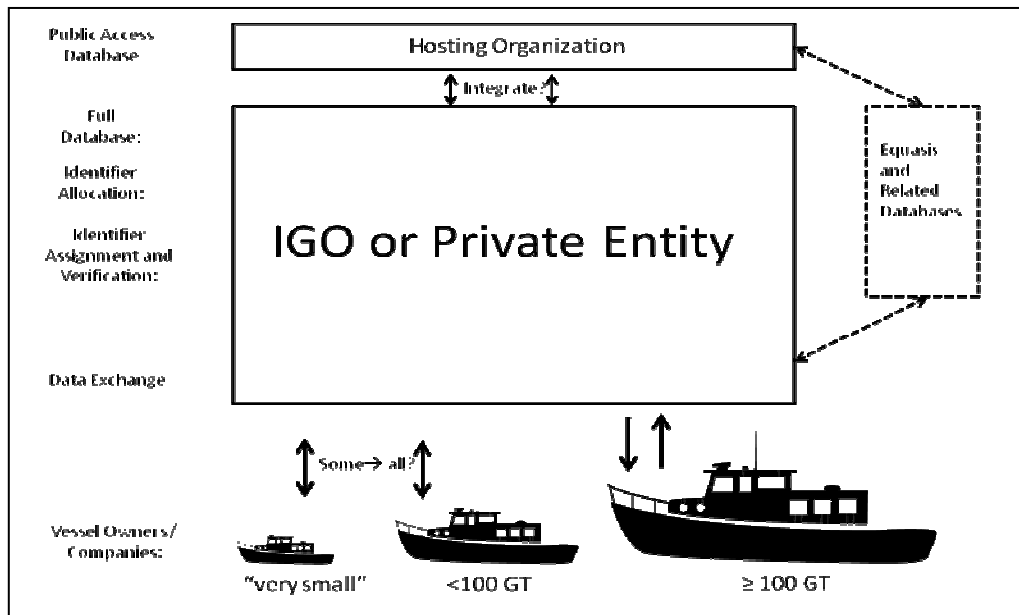 Public Access
Database
Hosting Organization
Integrate?
Full
Database:
Identifier
Allocation:
Identifier
Assignment and
Verification:
IGO or Private Entity
Equasis
and
Related
Databases
Data Exchange
Some→ all?
Vessel Owners/
Companies:
"very small"
<100 GT
≥ 100 GT